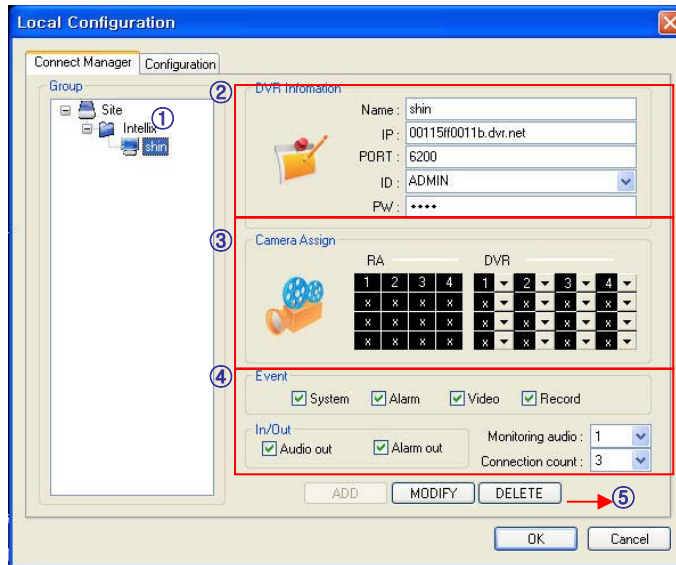 Local Configuration
Connect Manager
Configuration
Group
①
Site
Intellix
shin
②
DVR Infomation
Name : shin
IP : 00115ff0011b.dvr.net
PORT : 6200
ID : ADMIN
PW : ••••
③
Camera Assign
RA DVR
1 2 3 4 1 2 3 4
x x x x x x x x
x x x x x x x x
x x x x x x x x
④
Event
System Alarm Video Record
In/Out
Audio out Alarm out
Monitoring audio : 1
Connection count : 3
ADD MODIFY DELETE ⑤
OK Cancel